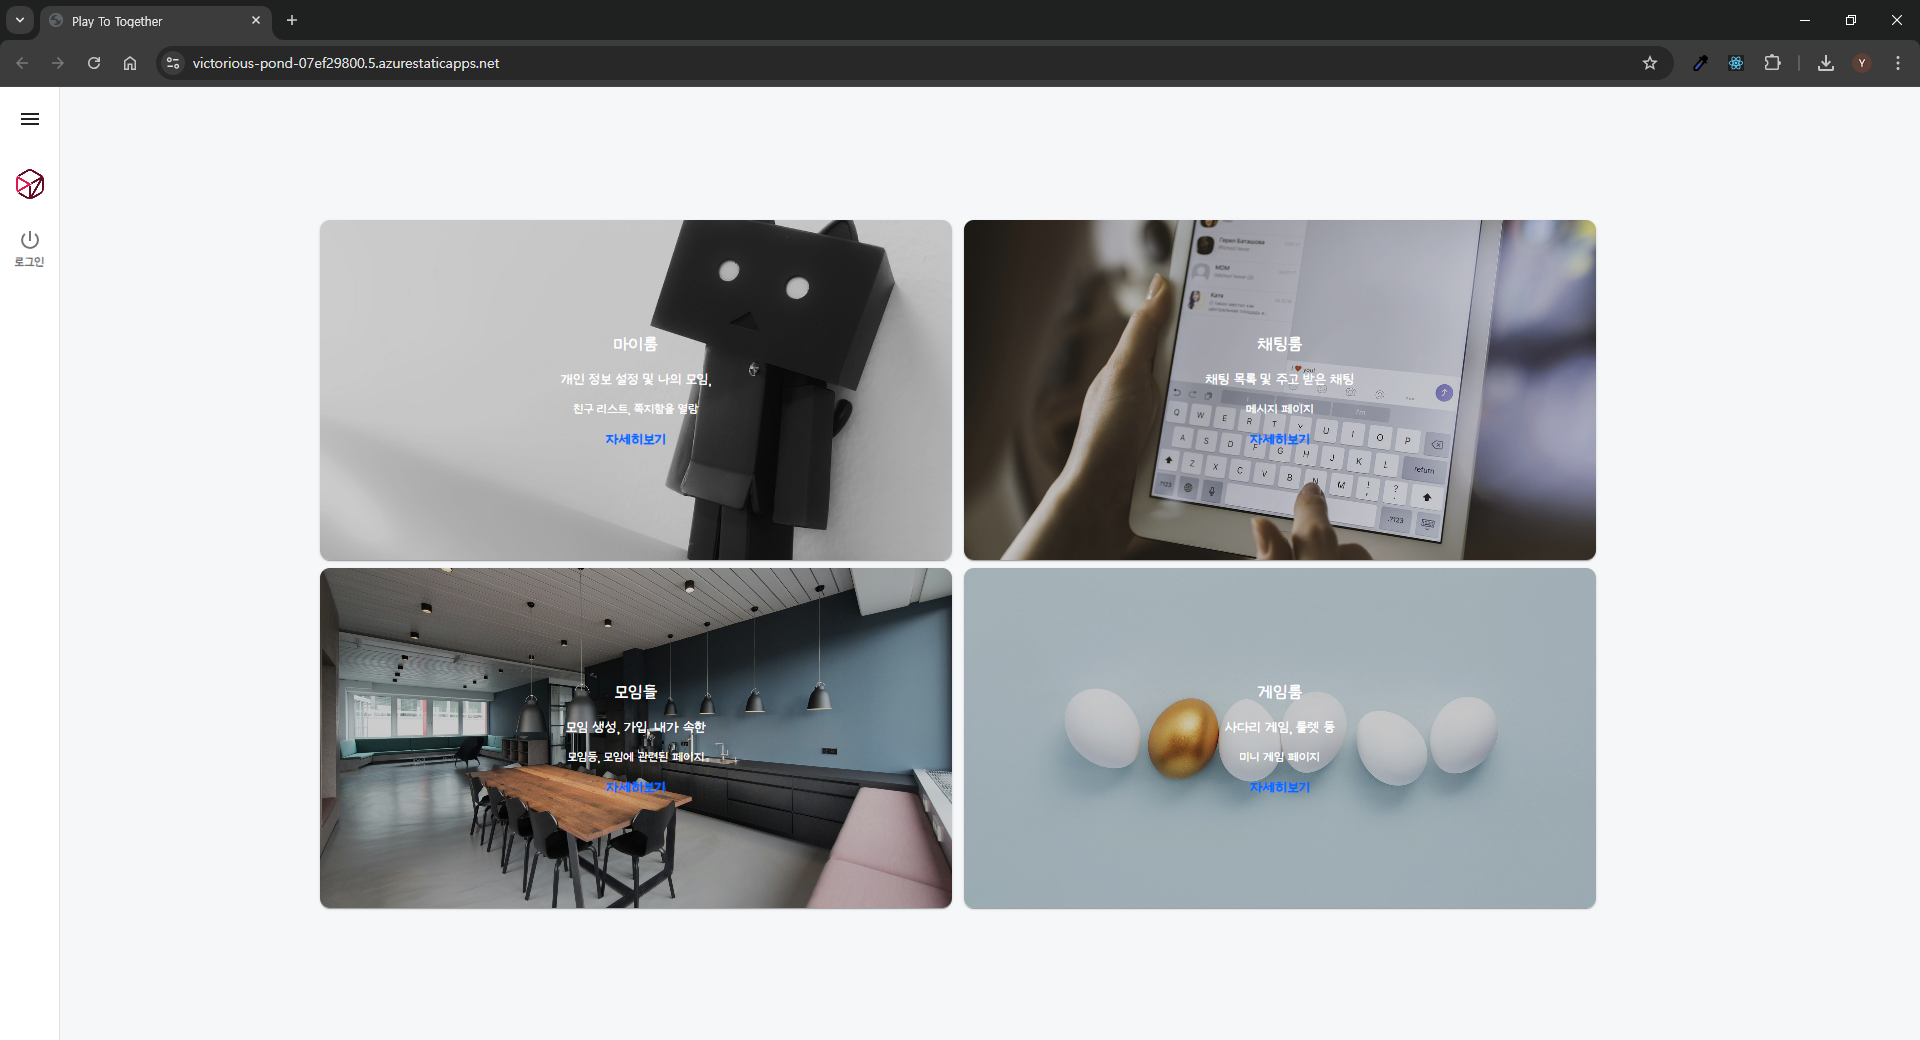 Play To Together
victorious-pond-07ef29800.5.azurestaticapps.net
Y
로그인
마이룸
개인 정보 설정 및 나의 모임,
친구 리스트, 쪽지함을 열람
자세히보기
채팅룸
채팅 목록 및 주고 받은 채팅
메시지 페이지
자세히보기
MOM
Катя
you!
I'm
Q W E R T Y U I O P
A S D F G H J K L return
Z X C V B N M ! , ? .
.?123 .?123
모임들
모임 생성, 가입, 내가 속한
모임등, 모임에 관련된 페이지
자세히보기
게임룸
사다리 게임, 룰렛 등
미니 게임 페이지
자세히보기